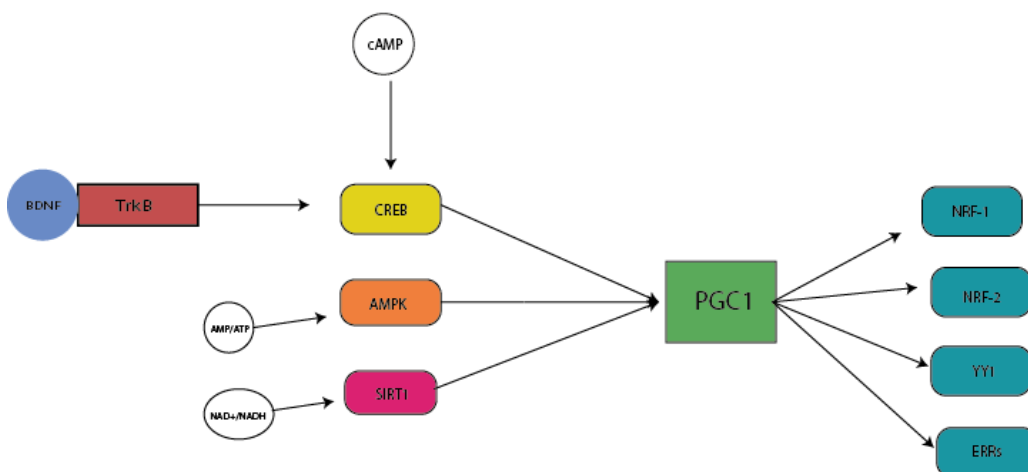 cAMP
BDNF
TrkB
CREB
NRF-1
AMPK
PGC1
NRF-2
AMP/ATP
YY1
SIRT1
NAD+/NADH
ERRs